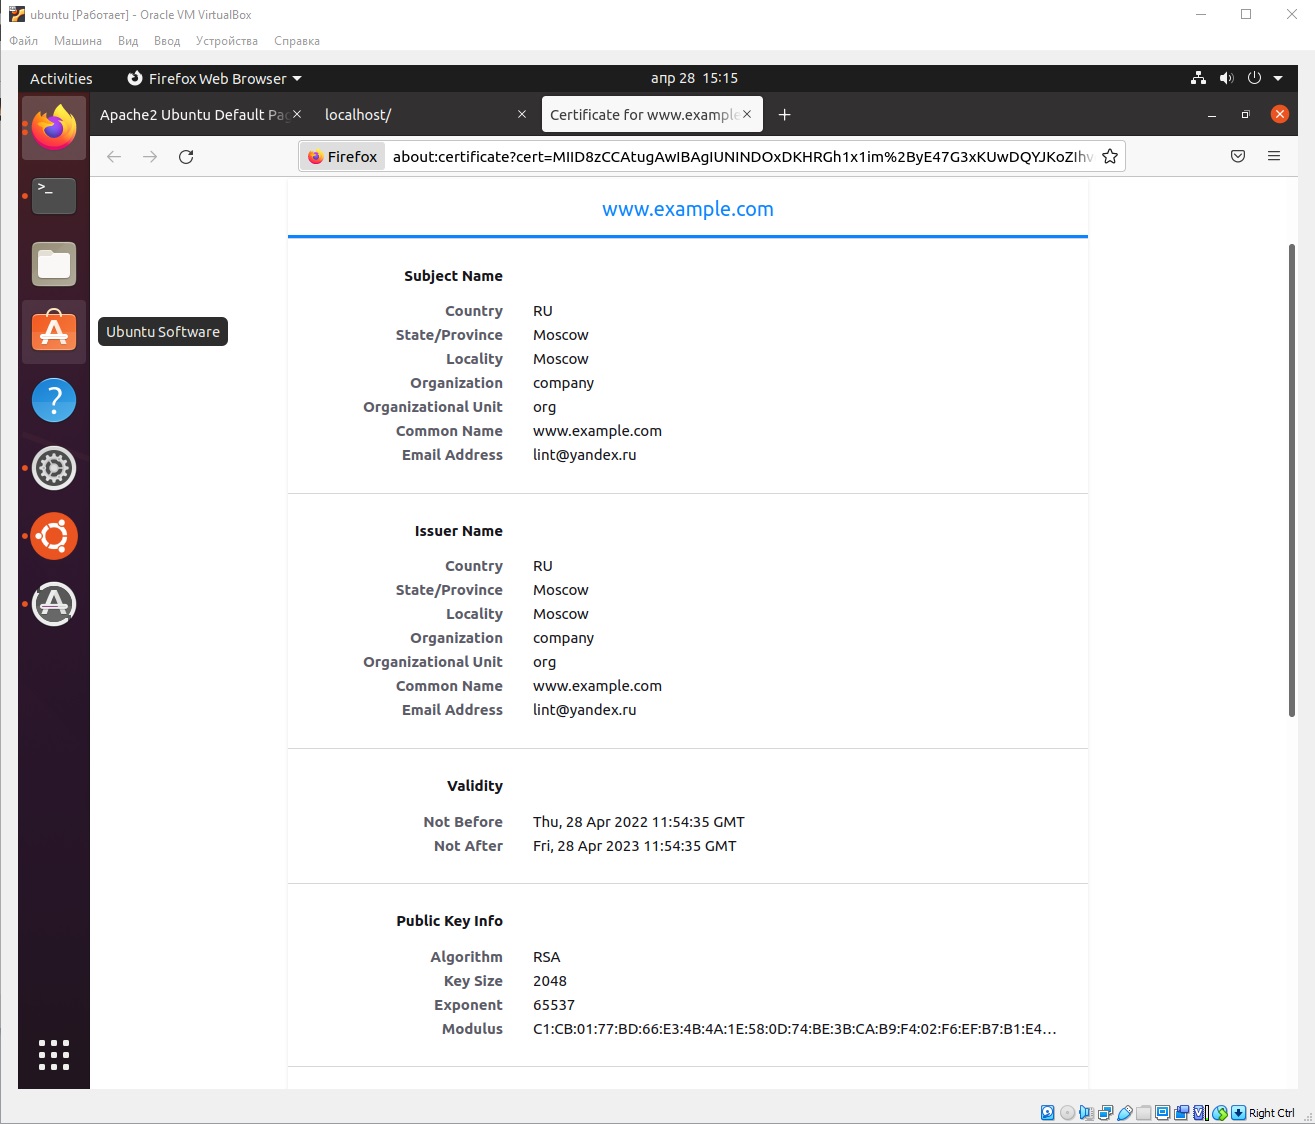 ubuntu [Работает] - Oracle VM VirtualBox
Файл Машина Вид Ввод Устройства Справка
Activities Firefox Web Browser апр 28 15:15
Apache2 Ubuntu Default Pag localhost/ Certificate for www.example
Firefox about:certificate?cert=MIID8zCCAtugAwIBAgIUNINDOxDKHRGh1x1im%2ByE47G3xKUwDQYJKoZIhv
www.example.com
Subject Name
Country RU
State/Province Moscow
Ubuntu Software
Locality Moscow
Organization company
Organizational Unit org
Common Name www.example.com
Email Address lint@yandex.ru
Issuer Name
Country RU
State/Province Moscow
Locality Moscow
Organization company
Organizational Unit org
Common Name www.example.com
Email Address lint@yandex.ru
Validity
Not Before Thu, 28 Apr 2022 11:54:35 GMT
Not After Fri, 28 Apr 2023 11:54:35 GMT
Public Key Info
Algorithm RSA
Key Size 2048
Exponent 65537
Modulus C1:CB:01:77:BD:66:E3:4B:4A:1E:58:0D:74:BE:3B:CA:B9:F4:02:F6:EF:B7:B1:E4…
Right Ctrl